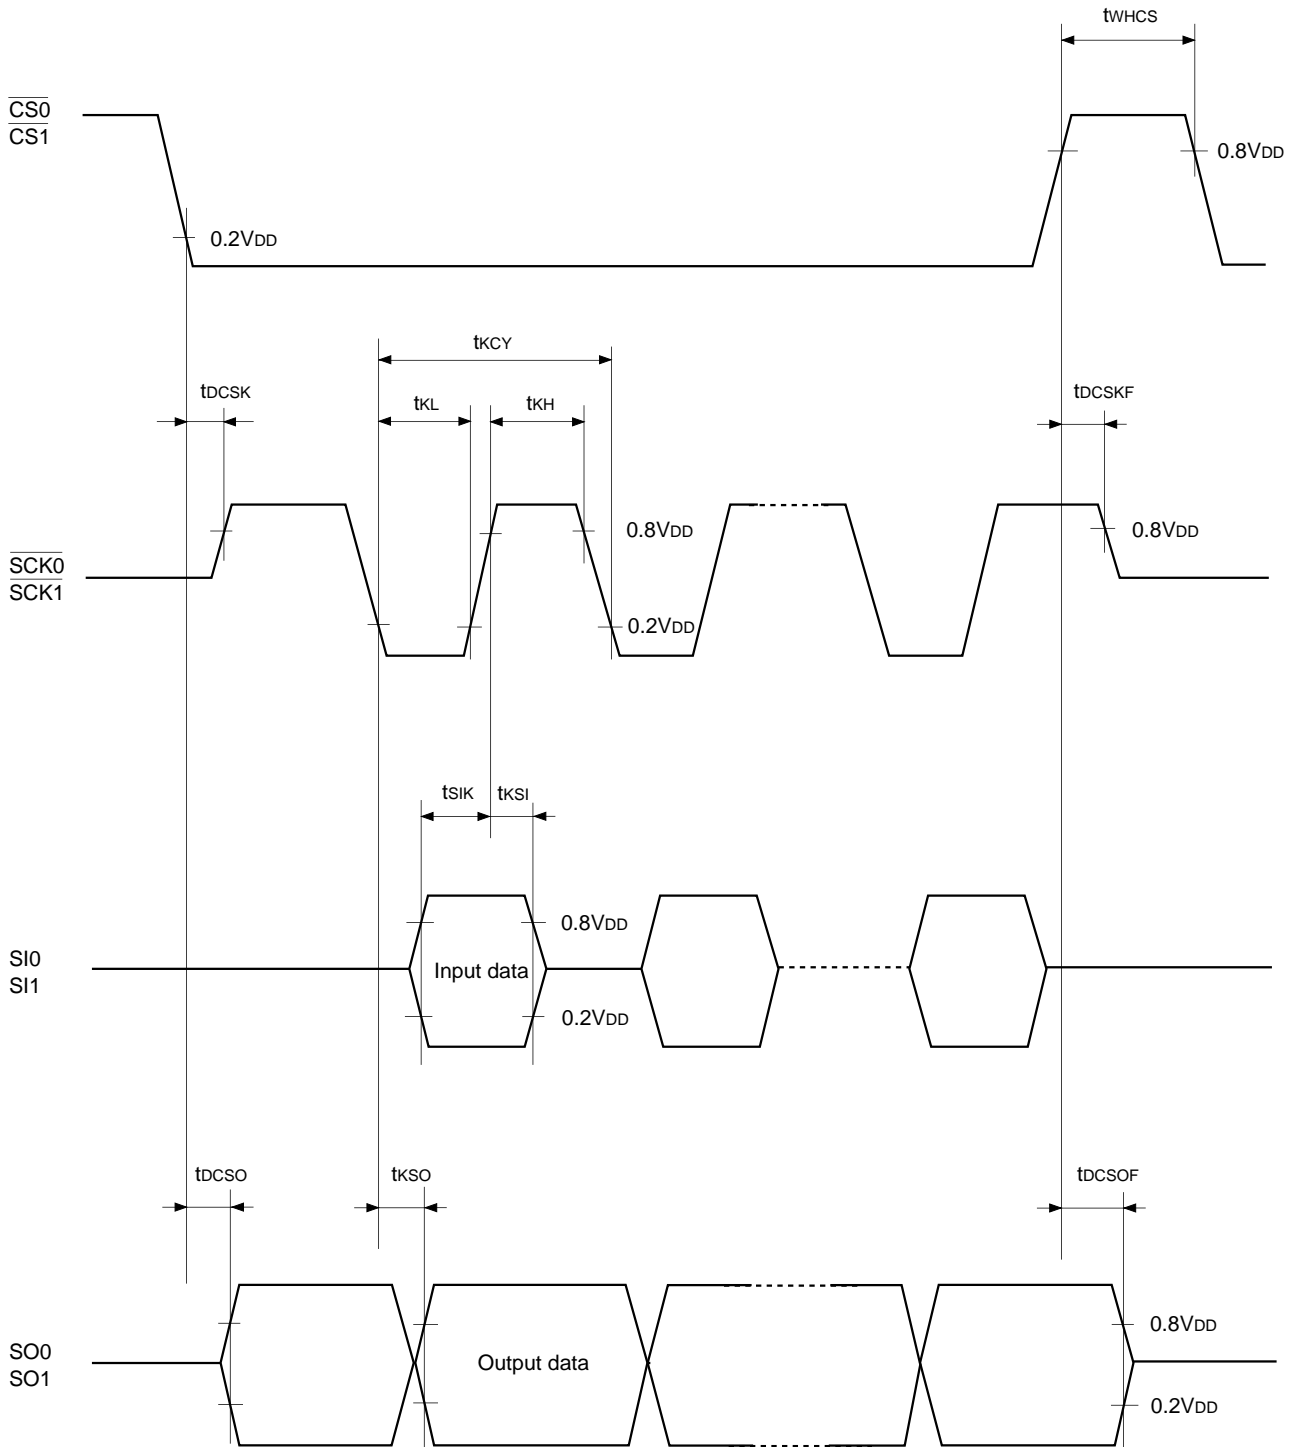 tWHCS
CS0
CS1
0.8VDD
0.2VDD
tKCY
tDCSK
tKL
tKH
tDCSKF
0.8VDD
0.8VDD
SCK0
SCK1
0.2VDD
tSIK
tKSI
0.8VDD
SI0
SI1
Input data
0.2VDD
tDCSO
tKSO
tDCSOF
0.8VDD
SO0
SO1
Output data
0.2VDD